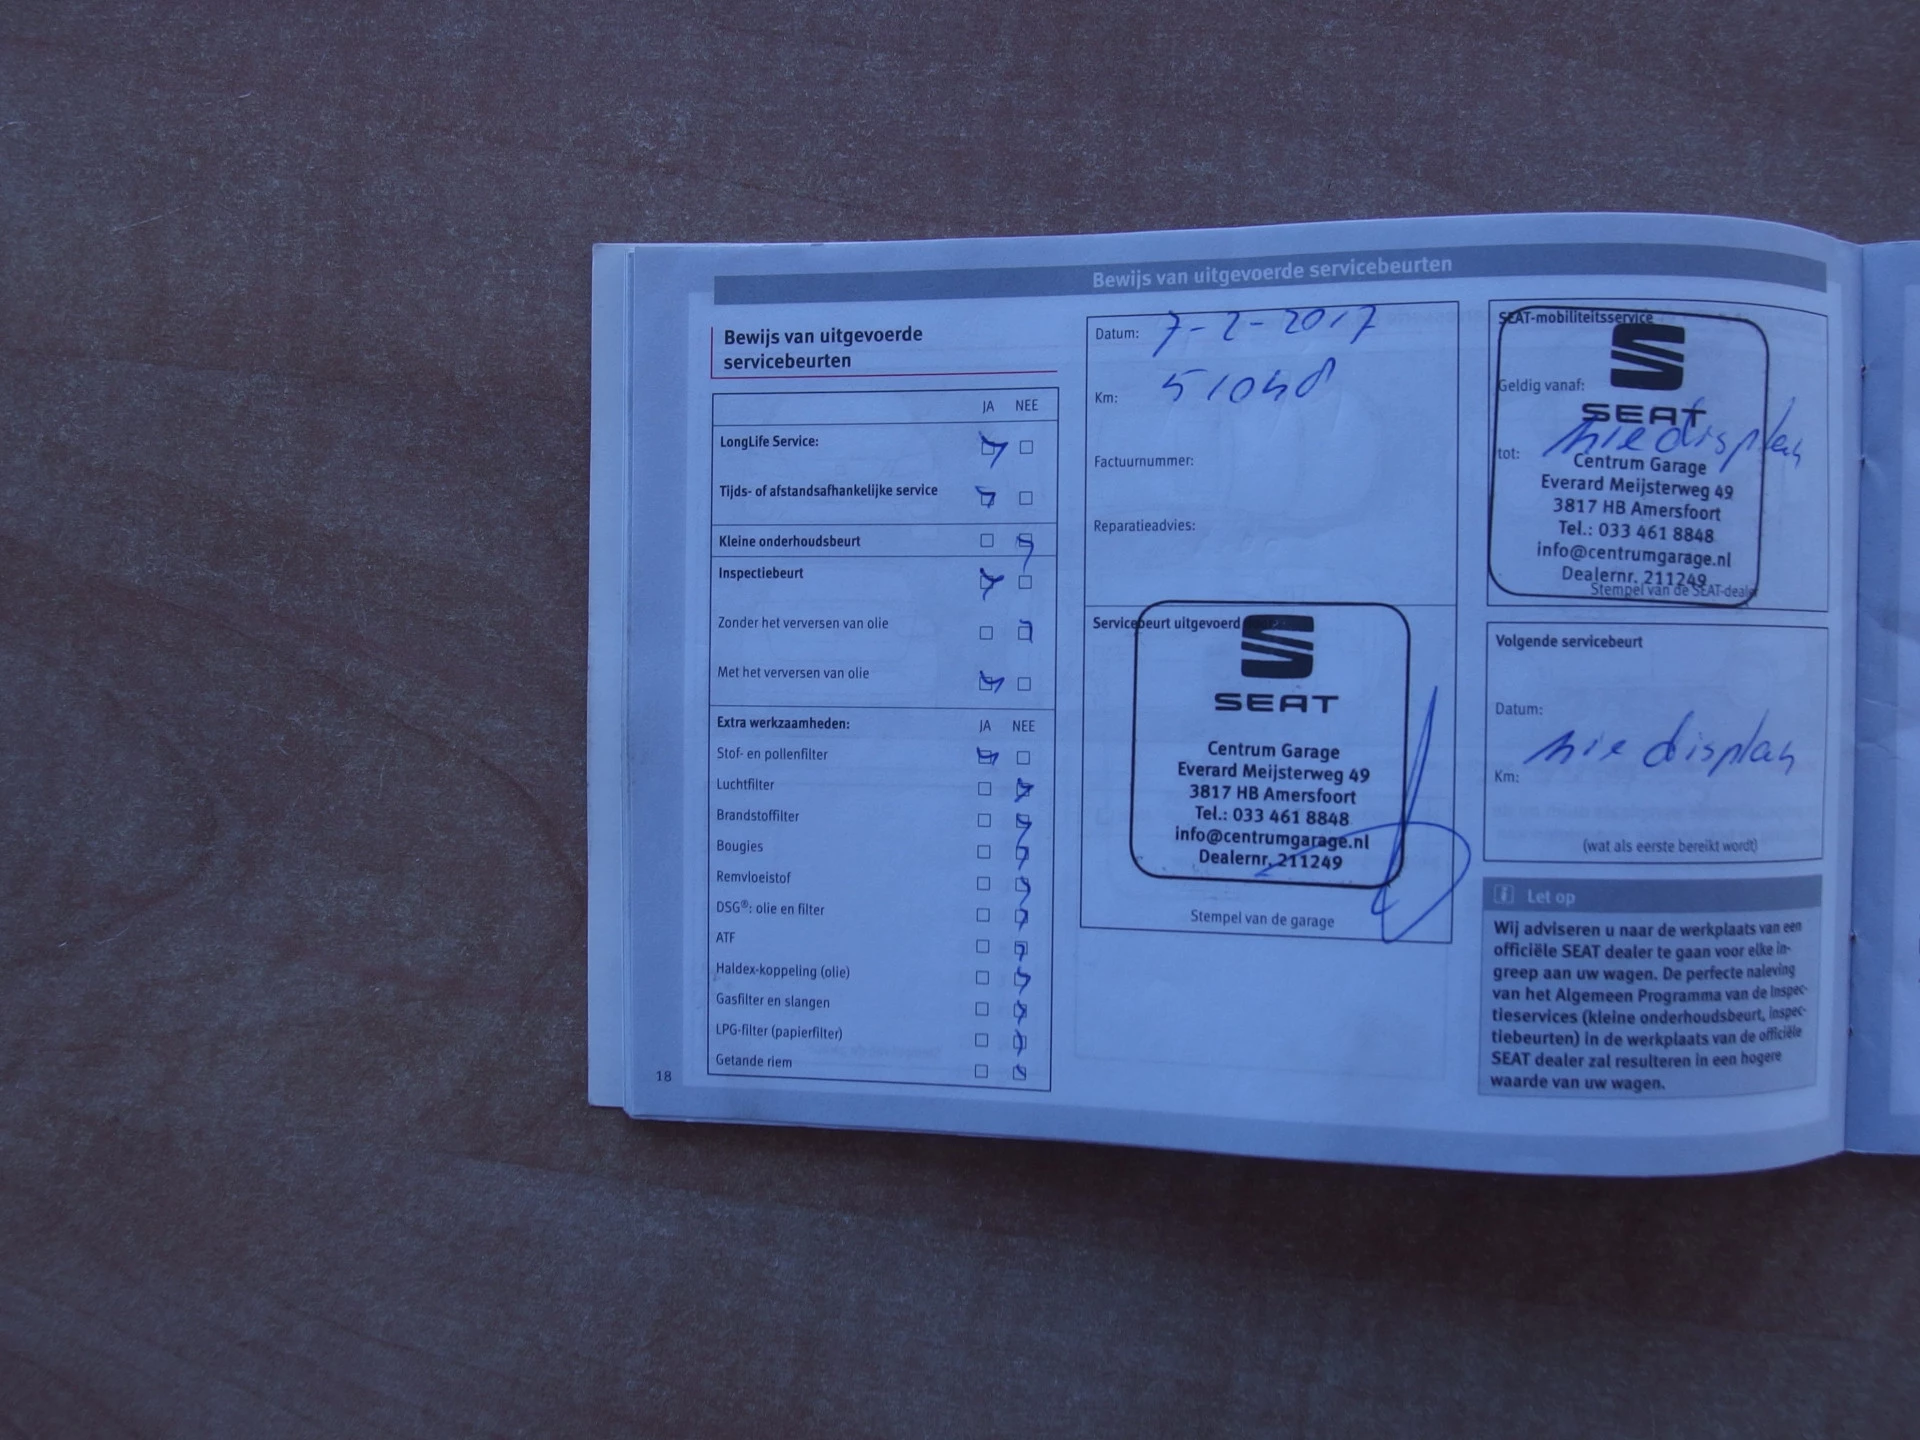 Bewijs van uitgevoerde servicebeurten
Bewijs van uitgevoerde
servicebeurten
JA NEE
LongLife Service:
Tijds- of afstandsafhankelijke service
Kleine onderhoudsbeurt
Inspectiebeurt
Zonder het verversen van olie
Met het verversen van olie
Extra werkzaamheden: JA NEE
Stof- en pollenfilter
Luchtfilter
Brandstoffilter
Bougies
Remvloeistof
DSG®: olie en filter
ATF
Haldex-koppeling (olie)
Gasfilter en slangen
LPG-filter (papierfilter)
Getande riem
18
Datum: 7-2-2017
Km: 51048
Factuurnummer:
Reparatieadvies:
Servicebeurt uitgevoerd
SEAT
Centrum Garage
Everard Meijsterweg 49
3817 HB Amersfoort
Tel.: 033 461 8848
info@centrumgarage.nl
Dealernr. 211249
Stempel van de garage
SEAT-mobiliteitsservice
Geldig vanaf:
SEAT
tot: zie display
Centrum Garage
Everard Meijsterweg 49
3817 HB Amersfoort
Tel.: 033 461 8848
info@centrumgarage.nl
Dealernr. 211249
Stempel van de SEAT-dealer
Volgende servicebeurt
Datum:
zie display
Km:
(wat als eerste bereikt wordt)
Let op
Wij adviseren u naar de werkplaats van een
officiële SEAT dealer te gaan voor elke in-
greep aan uw wagen. De perfecte naleving
van het Algemeen Programma van de Inspec-
tieservices (kleine onderhoudsbeurt, inspec-
tiebeurten) in de werkplaats van de officiële
SEAT dealer zal resulteren in een hogere
waarde van uw wagen.